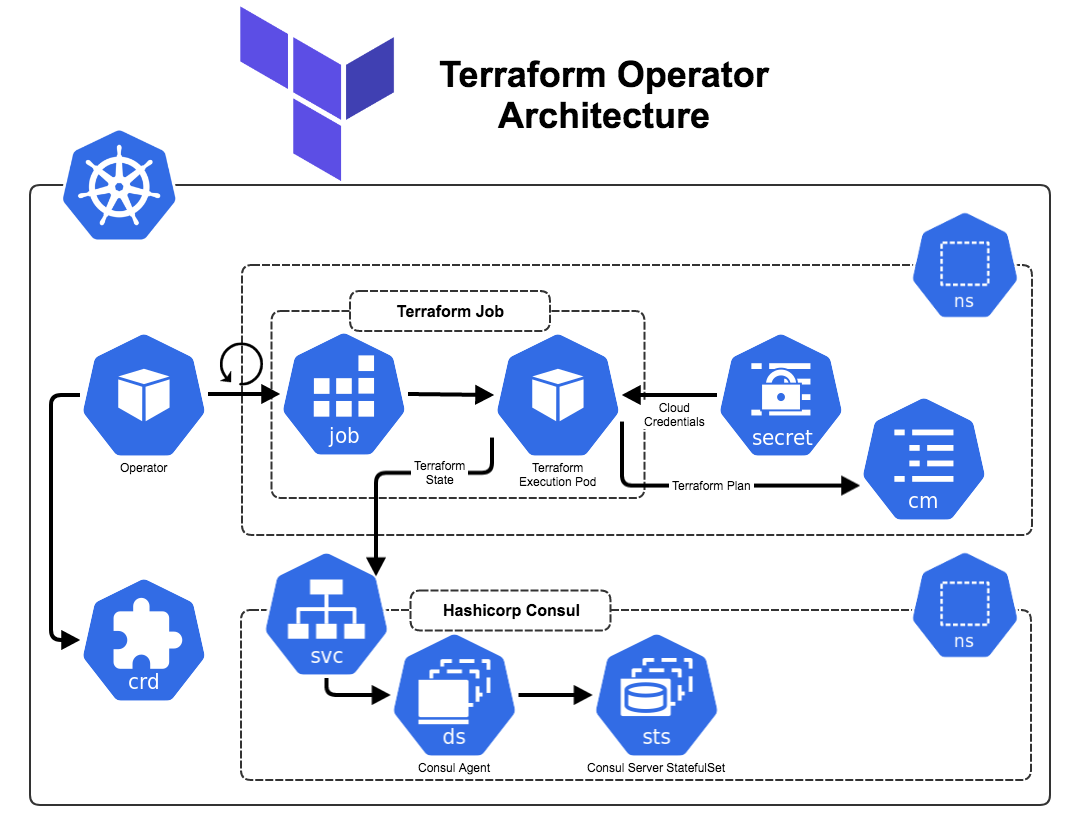 Terraform Operator
Architecture
ns
Terraform Job
job
secret
Cloud
Credentials
cm
Operator
Terraform
State
Terraform
Execution Pod
Terraform Plan
ns
Hashicorp Consul
svc
crd
ds
sts
Consul Agent
Consul Server StatefulSet